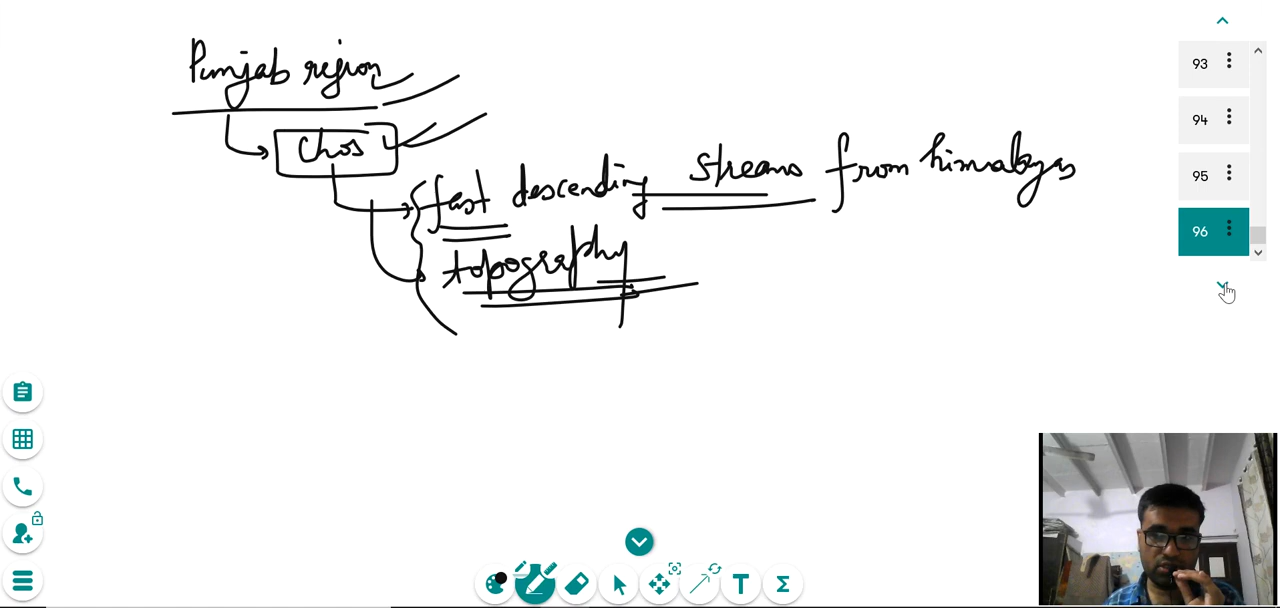 Punjab region
Chos
fast descending streams from himalayas
topography
93
94
95
96
T
Σ